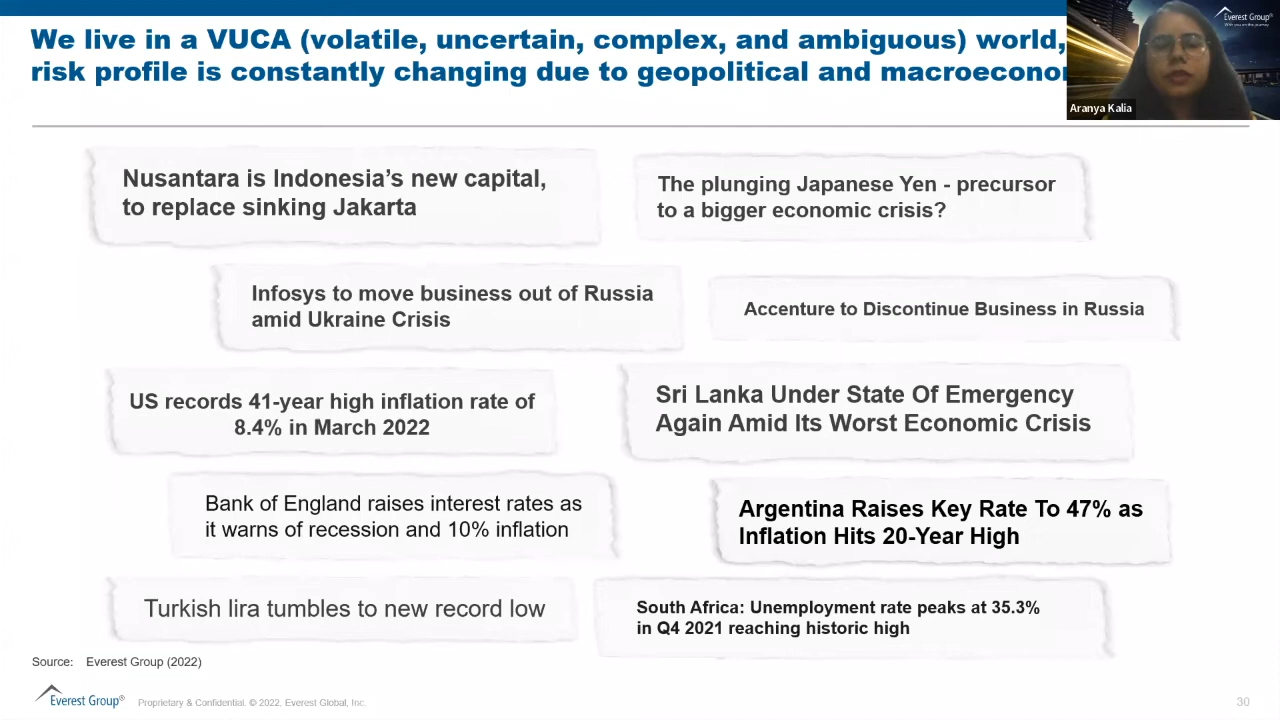 We live in a VUCA (volatile, uncertain, complex, and ambiguous) world,
risk profile is constantly changing due to geopolitical and
Everest Group®
With you on the journey
Aranya Kalia
Nusantara is Indonesia’s new capital,
to replace sinking Jakarta
The plunging Japanese Yen - precursor
to a bigger economic crisis?
Infosys to move business out of Russia
amid Ukraine Crisis
Accenture to Discontinue Business in Russia
US records 41-year high inflation rate of
8.4% in March 2022
Sri Lanka Under State Of Emergency
Again Amid Its Worst Economic Crisis
Bank of England raises interest rates as
it warns of recession and 10% inflation
Argentina Raises Key Rate To 47% as
Inflation Hits 20-Year High
Turkish lira tumbles to new record low
South Africa: Unemployment rate peaks at 35.3%
in Q4 2021 reaching historic high
Source: Everest Group (2022)
Everest Group® Proprietary & Confidential. © 2022, Everest Global, Inc.
30